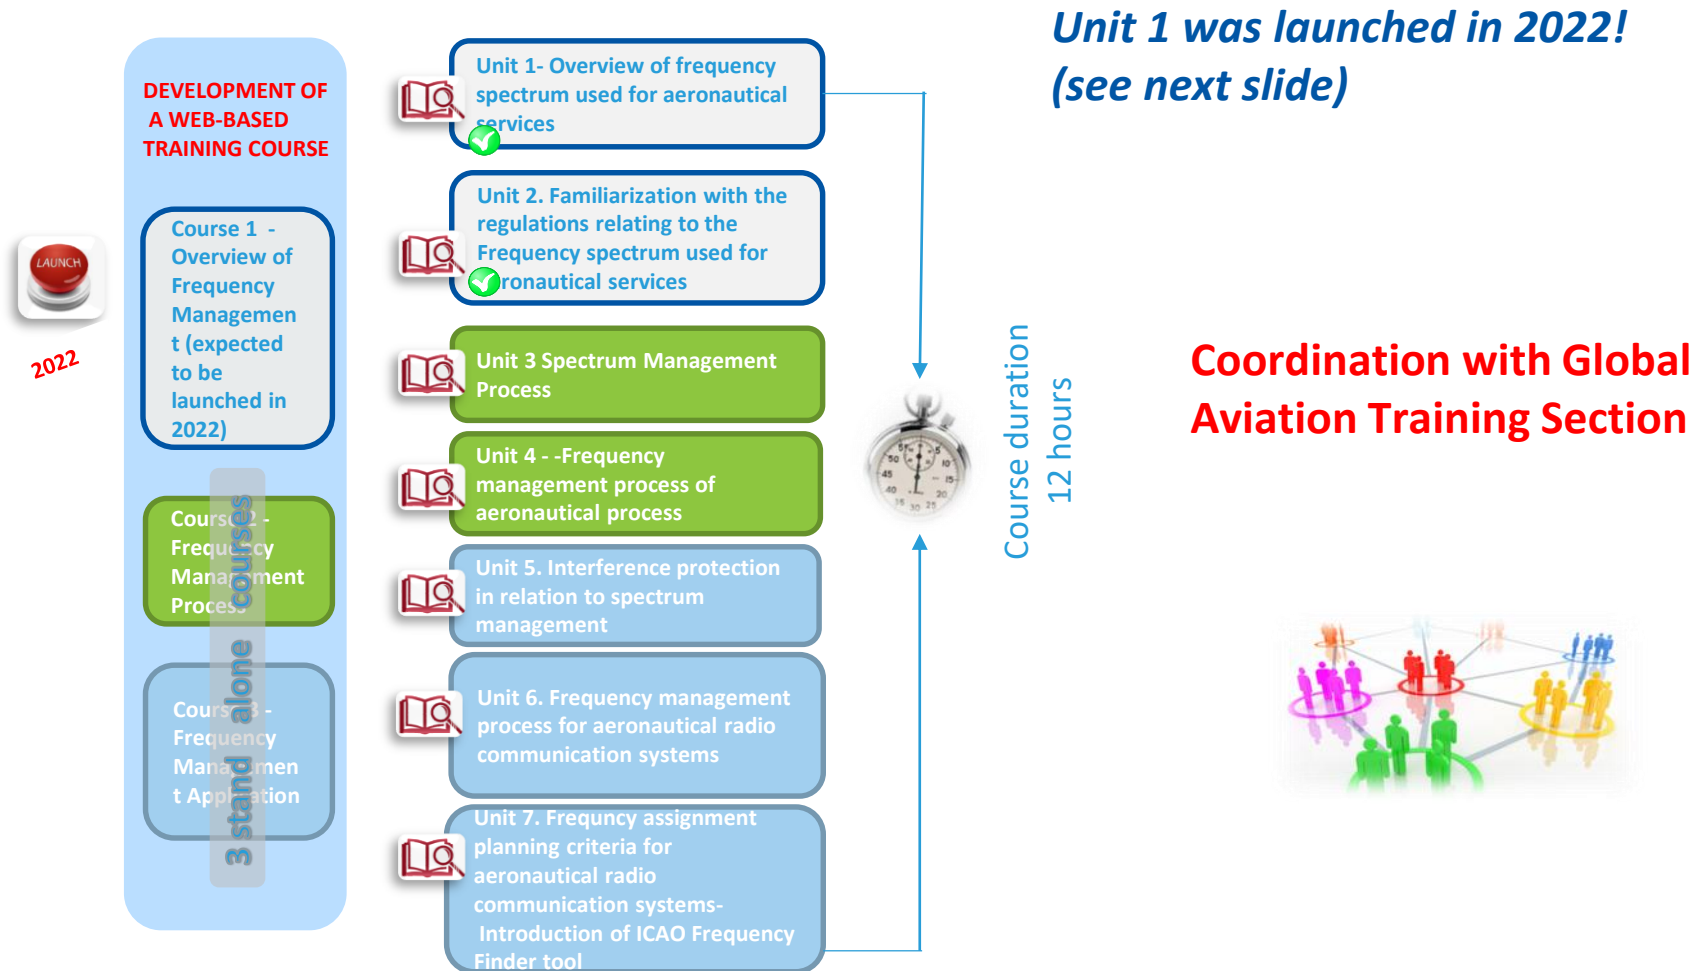 Unit 1 was launched in 2022!
(see next slide)
DEVELOPMENT OF
A WEB-BASED
TRAINING COURSE
LAUNCH
2022
Course 1 -
Overview of
Frequency
Managemen
t (expected
to be
launched in
2022)
Course 2 -
Frequency
Management
Process
Course 3 -
Frequency
Managemen
t Application
3 stand alone courses
Unit 1- Overview of frequency
spectrum used for aeronautical
services
Unit 2. Familiarization with the
regulations relating to the
Frequency spectrum used for
ronautical services
Unit 3 Spectrum Management
Process
Unit 4 - -Frequency
management process of
aeronautical process
Unit 5. Interference protection
in relation to spectrum
management
Unit 6. Frequency management
process for aeronautical radio
communication systems
Unit 7. Frequncy assignment
planning criteria for
aeronautical radio
communication systems-
Introduction of ICAO Frequency
Finder tool
Course duration
12 hours
Coordination with Global
Aviation Training Section